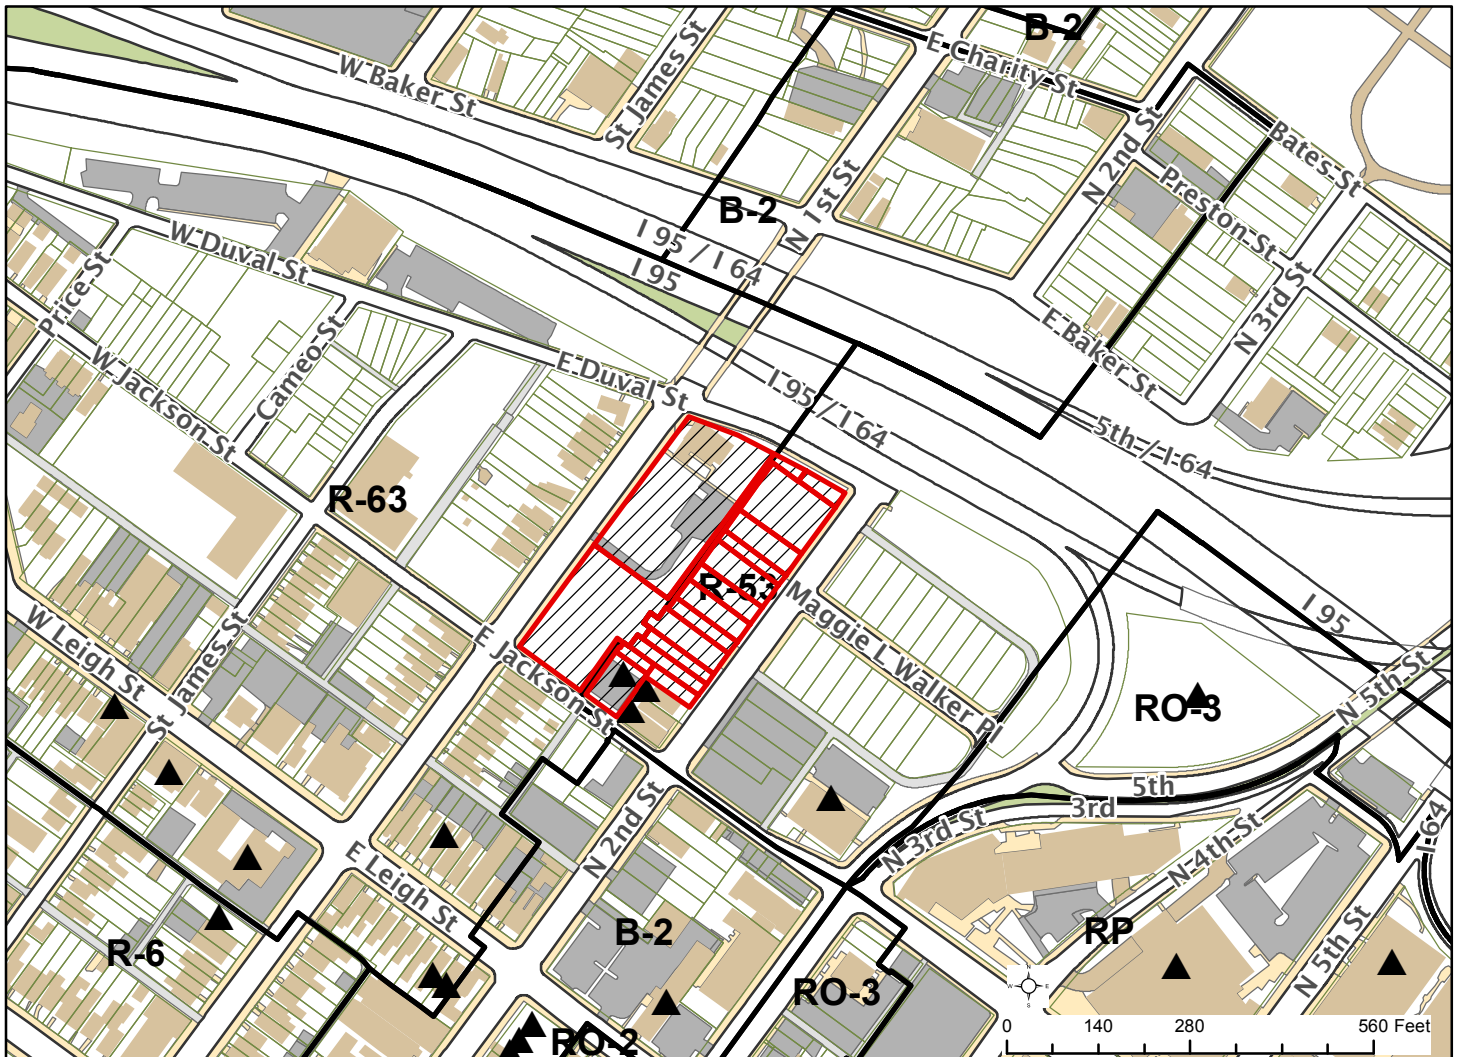 B-2
E Charity St
W Baker St
St James St
Bates St
N 2nd St
Preston St
B-2
N 1st St
I 95 / I 64
I 95
W Duval St
Price St
N 3rd St
E Baker St
Cameo St
W Jackson St
E Duval St
I 95 / I 64
5th / I-64
R-63
R-53
Maggie L Walker Pl
I 95
W Leigh St
St James St
E Jackson St
RO-3
N 5th St
5th
3rd
N 2nd St
N 3rd St
N 4th St
I-64
E Leigh St
R-6
B-2
RP
N 5th St
RO-3
RO-2
N
W E
S
0 140 280 560 Feet